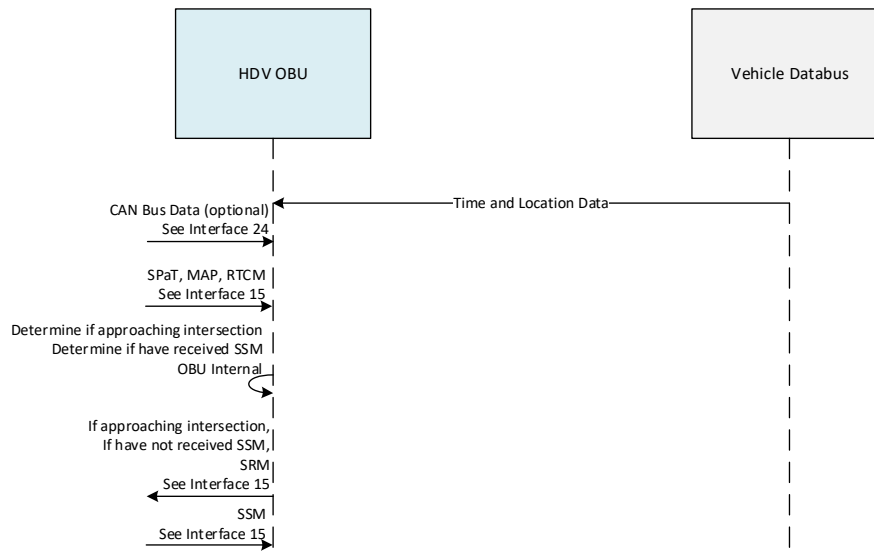 HDV OBU
Vehicle Databus
Time and Location Data
CAN Bus Data (optional)
See Interface 24
SPaT, MAP, RTCM
See Interface 15
Determine if approaching intersection
Determine if have received SSM
OBU Internal
If approaching intersection,
If have not received SSM,
SRM
See Interface 15
SSM
See Interface 15